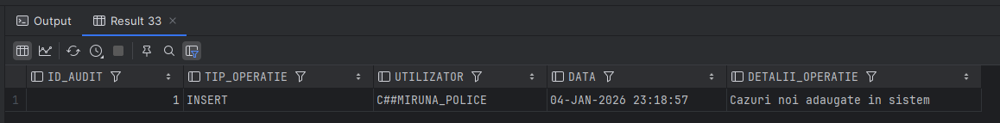 Output Result 33
ID_AUDIT TIP_OPERATIE UTILIZATOR DATA DETALII_OPERATIE
1 1 INSERT C##MIRUNA_POLICE 04-JAN-2026 23:18:57 Cazuri noi adaugate in sistem